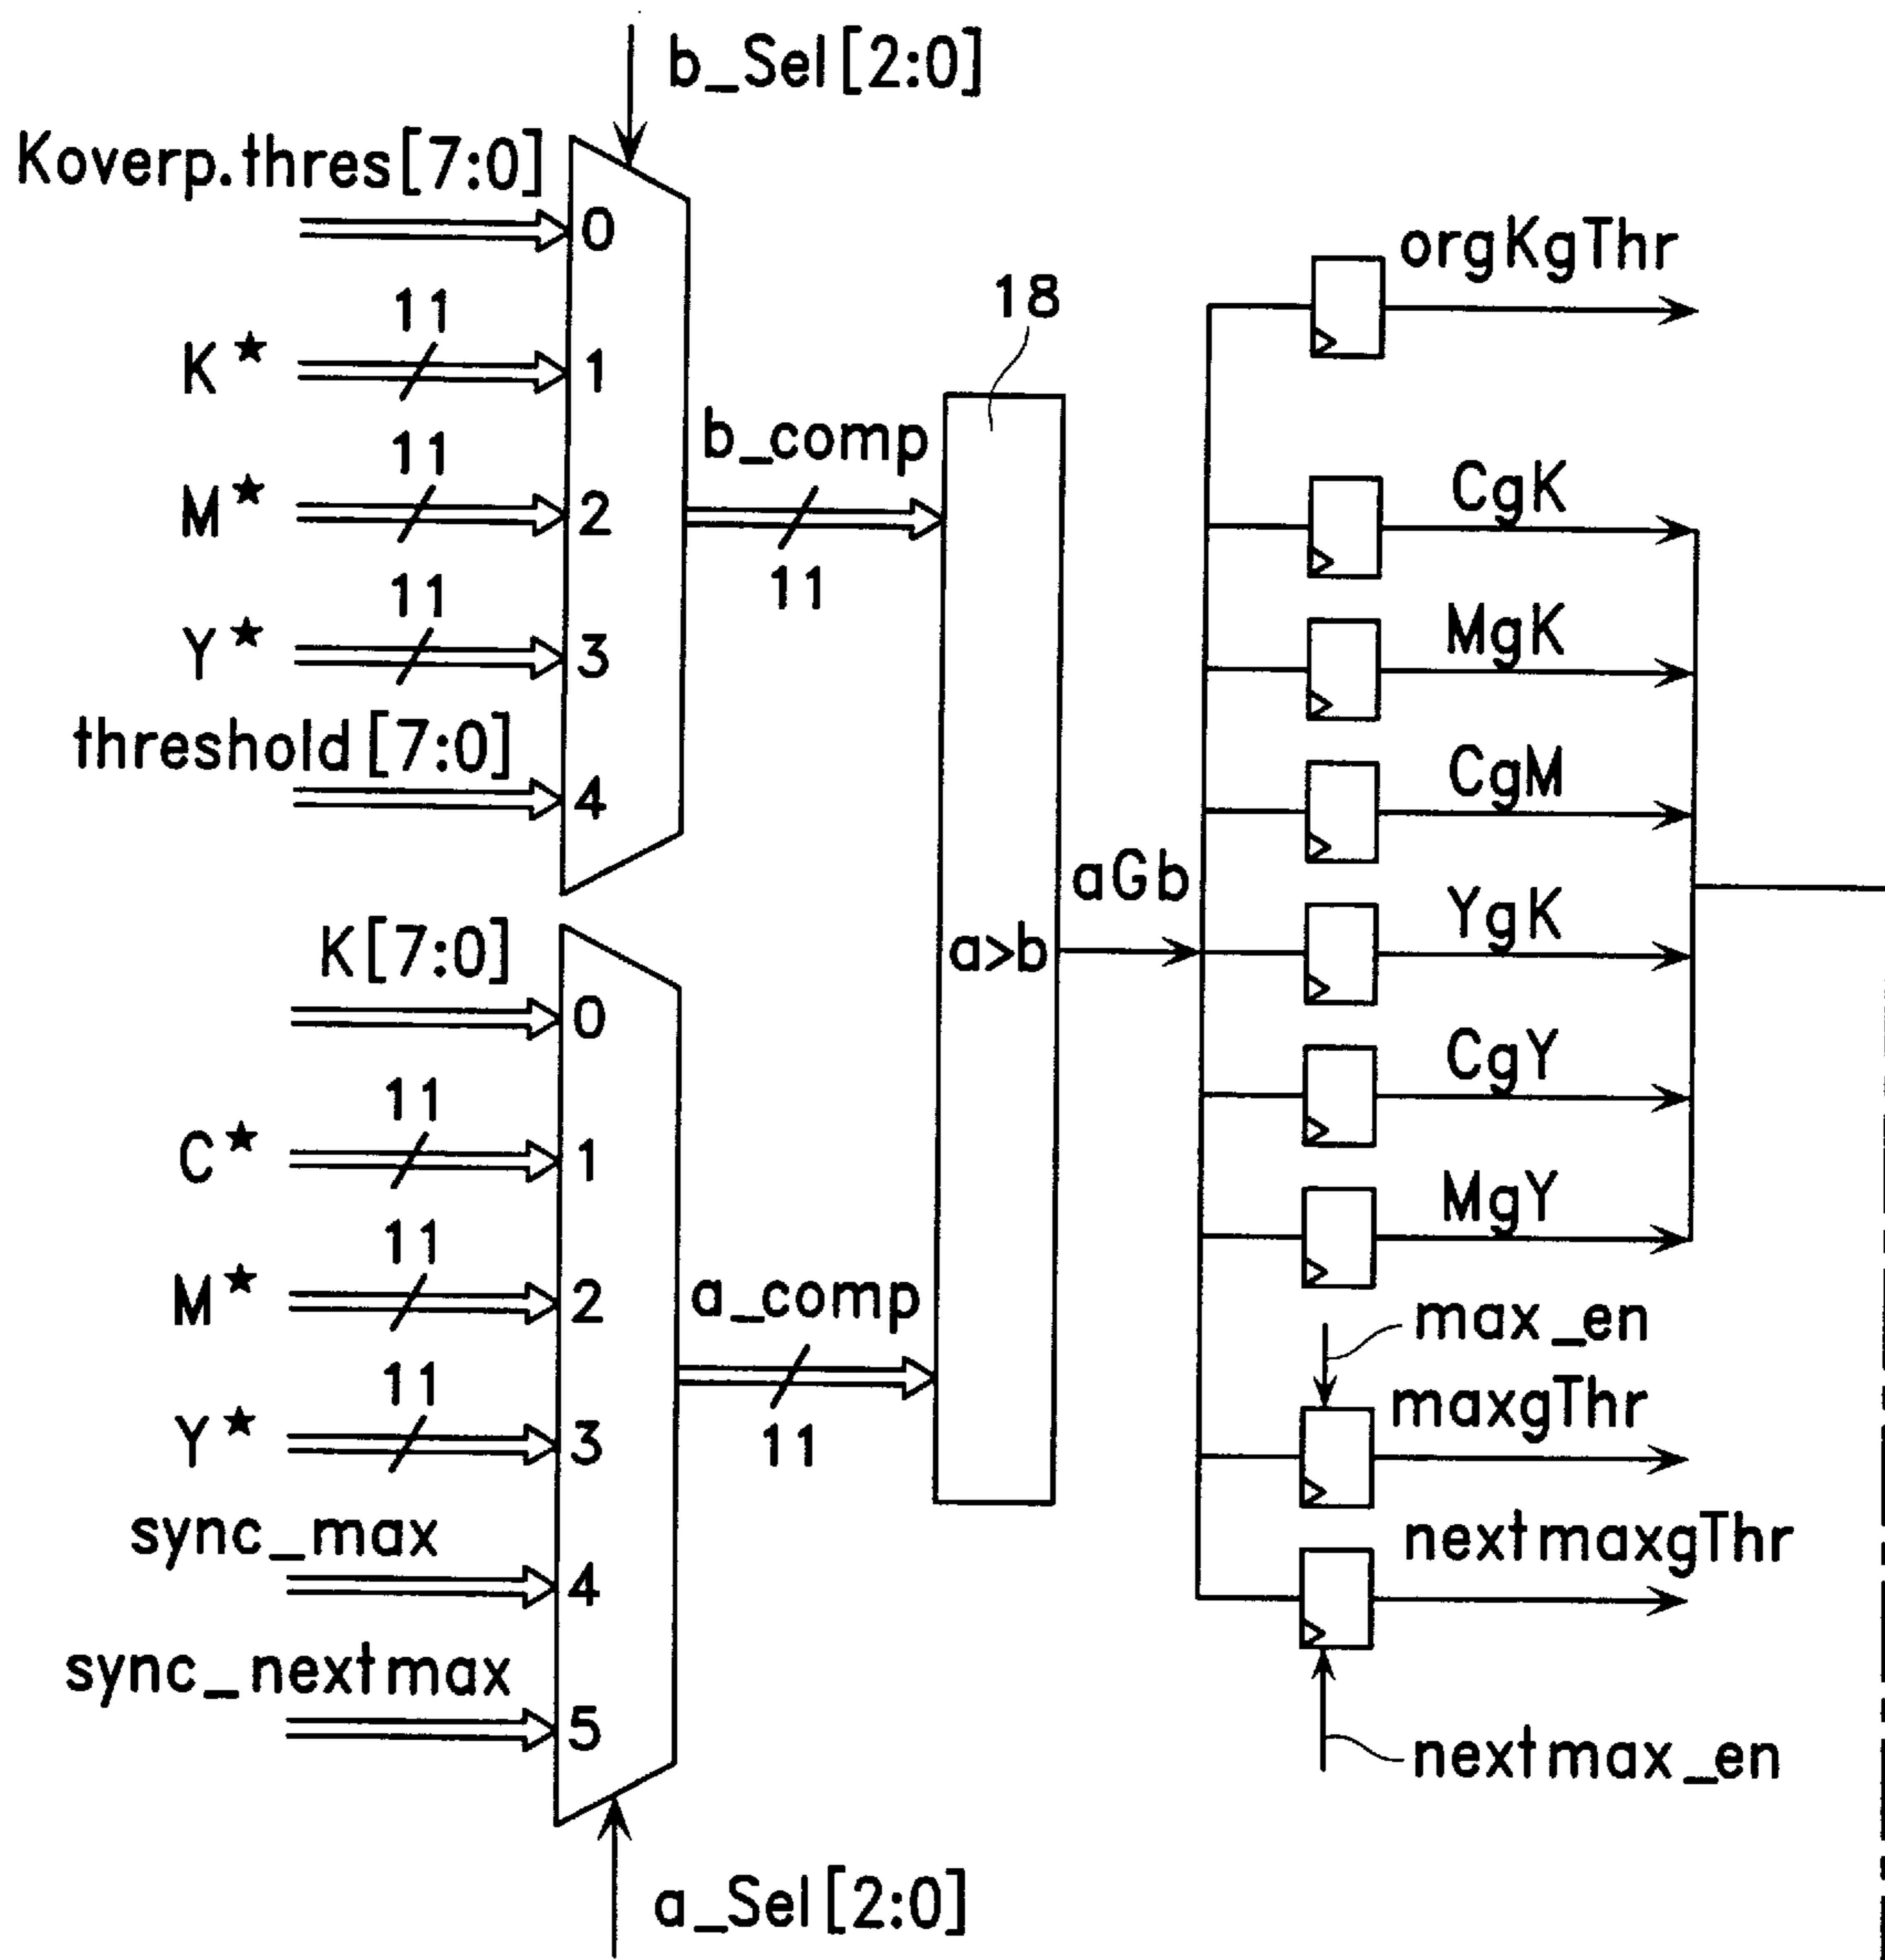 b_Sel[2:0]
Koverp.thres[7:0]
0
11
K★
1
11
M★
2
11
Y★
3
threshold[7:0]
4
b_comp
11
K[7:0]
0
11
C★
1
11
M★
2
11
Y★
3
sync_max
4
sync_nextmax
5
a_Sel[2:0]
a_comp
11
18
a>b
aGb
orgKgThr
CgK
MgK
CgM
YgK
CgY
MgY
max_en
maxgThr
nextmaxgThr
nextmax_en